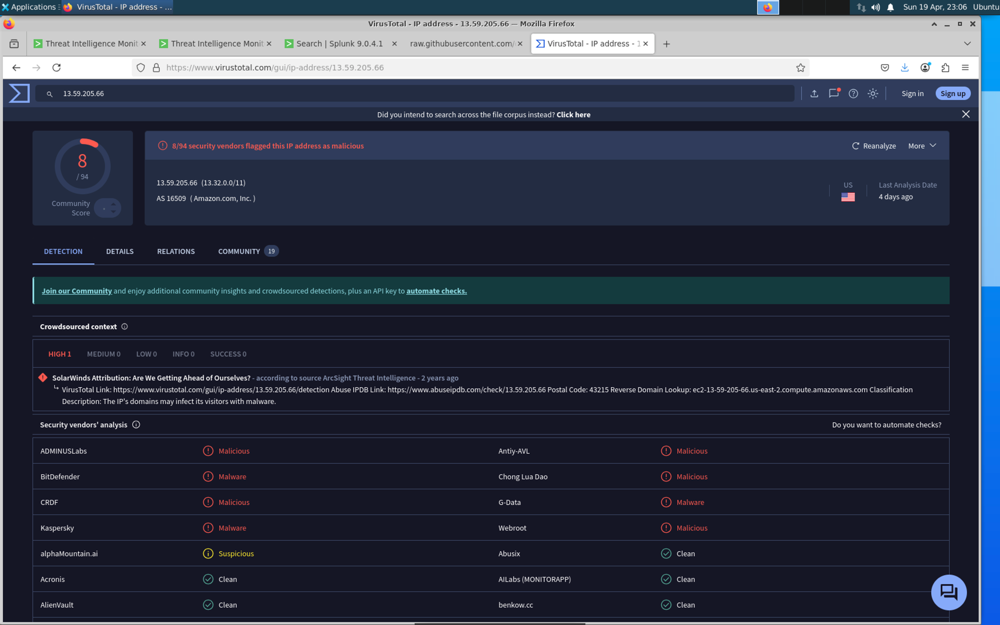 Applications
VirusTotal - IP address - ...
Sun 19 Apr, 23:06
Ubuntu
VirusTotal - IP address - 13.59.205.66 — Mozilla Firefox
Threat Intelligence Monit
Threat Intelligence Monit
Search | Splunk 9.0.4.1
raw.githubusercontent.com/
VirusTotal - IP address - 1
https://www.virustotal.com/gui/ip-address/13.59.205.66
13.59.205.66
Sign in
Sign up
Did you intend to search across the file corpus instead? Click here
8
/ 94
Community
Score
8/94 security vendors flagged this IP address as malicious
Reanalyze
More
13.59.205.66 (13.32.0.0/11)
AS 16509 ( Amazon.com, Inc. )
US
Last Analysis Date
4 days ago
DETECTION
DETAILS
RELATIONS
COMMUNITY 19
Join our Community and enjoy additional community insights and crowdsourced detections, plus an API key to automate checks.
Crowdsourced context
HIGH 1
MEDIUM 0
LOW 0
INFO 0
SUCCESS 0
SolarWinds Attribution: Are We Getting Ahead of Ourselves? - according to source ArcSight Threat Intelligence - 2 years ago
VirusTotal Link: https://www.virustotal.com/gui/ip-address/13.59.205.66/detection Abuse IPDB Link: https://www.abuseipdb.com/check/13.59.205.66 Postal Code: 43215 Reverse Domain Lookup: ec2-13-59-205-66.us-east-2.compute.amazonaws.com Classification
Description: The IP's domains may infect its visitors with malware.
Security vendors' analysis
Do you want to automate checks?
ADMINUSLabs
Malicious
Antiy-AVL
Malicious
BitDefender
Malware
Chong Lua Dao
Malicious
CRDF
Malicious
G-Data
Malware
Kaspersky
Malware
Webroot
Malicious
alphaMountain.ai
Suspicious
Abusix
Clean
Acronis
Clean
AILabs (MONITORAPP)
Clean
AlienVault
Clean
benkow.cc
Clean